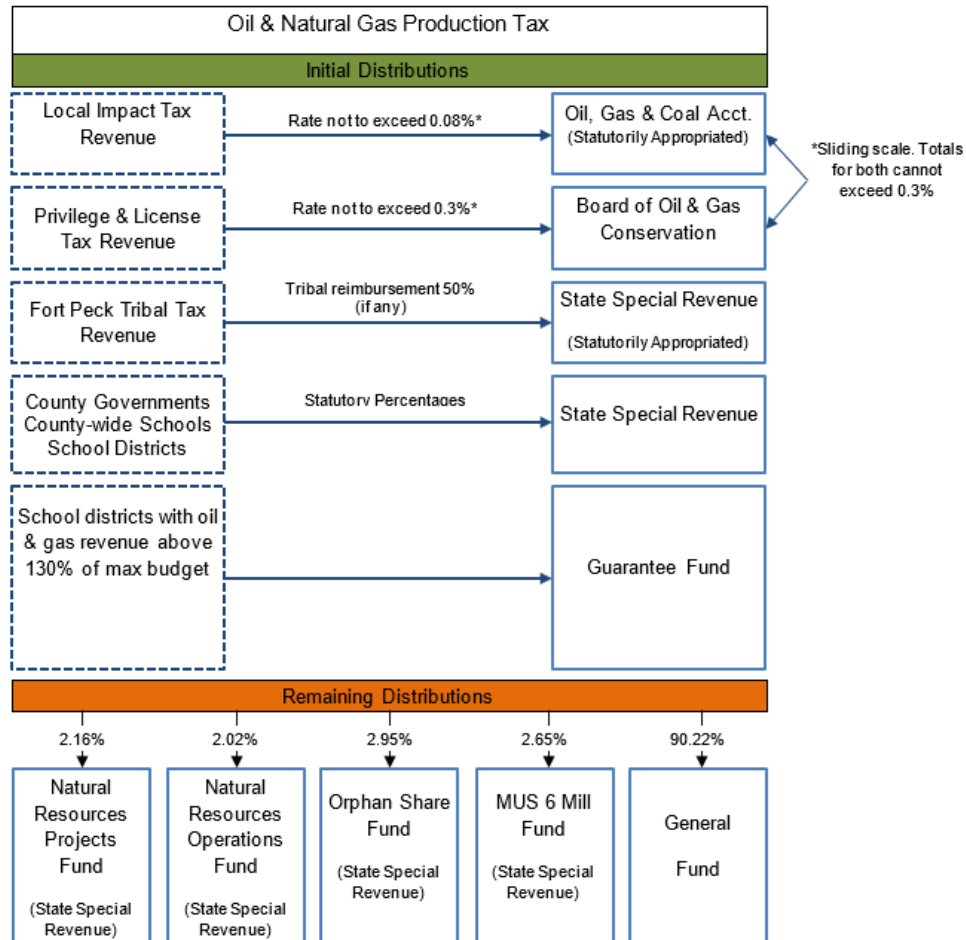 Oil & Natural Gas Production Tax
Initial Distributions
Local Impact Tax
Revenue
Rate not to exceed 0.08%*
Oil, Gas & Coal Acct.
(Statutorily Appropriated)
*Sliding scale. Totals
for both cannot
exceed 0.3%
Privilege & License
Tax Revenue
Rate not to exceed 0.3%*
Board of Oil & Gas
Conservation
Fort Peck Tribal Tax
Revenue
Tribal reimbursement 50%
(if any)
State Special Revenue
(Statutorily Appropriated)
County Governments
County-wide Schools
School Districts
Statutory Percentages
State Special Revenue
School districts with oil
& gas revenue above
130% of max budget
Guarantee Fund
Remaining Distributions
2.16%
2.02%
2.95%
2.65%
90.22%
Natural
Resources
Projects
Fund
(State Special
Revenue)
Natural
Resources
Operations
Fund
(State Special
Revenue)
Orphan Share
Fund
(State Special
Revenue)
MUS 6 Mill
Fund
(State Special
Revenue)
General
Fund